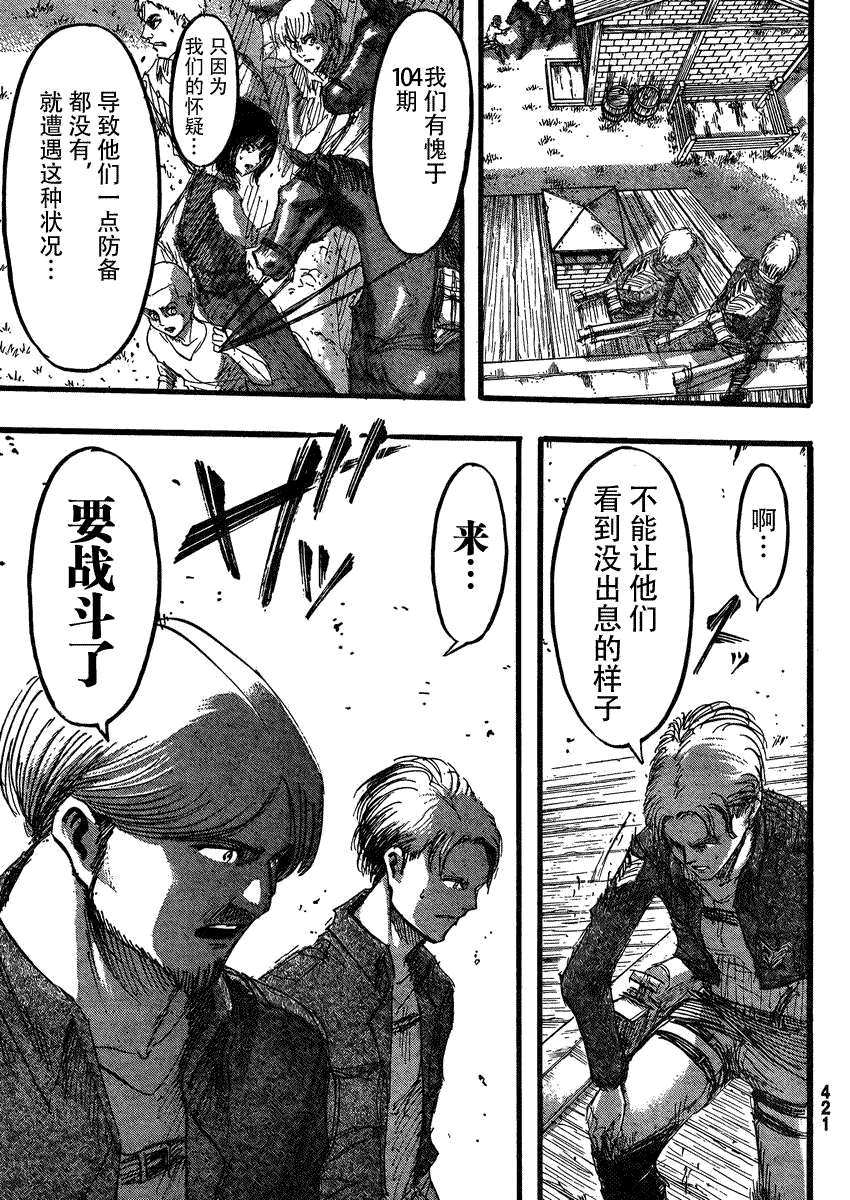 我们有愧于
104期
只因为
我们的怀疑…
导致他们一点防备
都没有，
就遭遇这种状况…
啊…
不能让他们
看到没出息的样子
ッ
来…
要战斗了
421